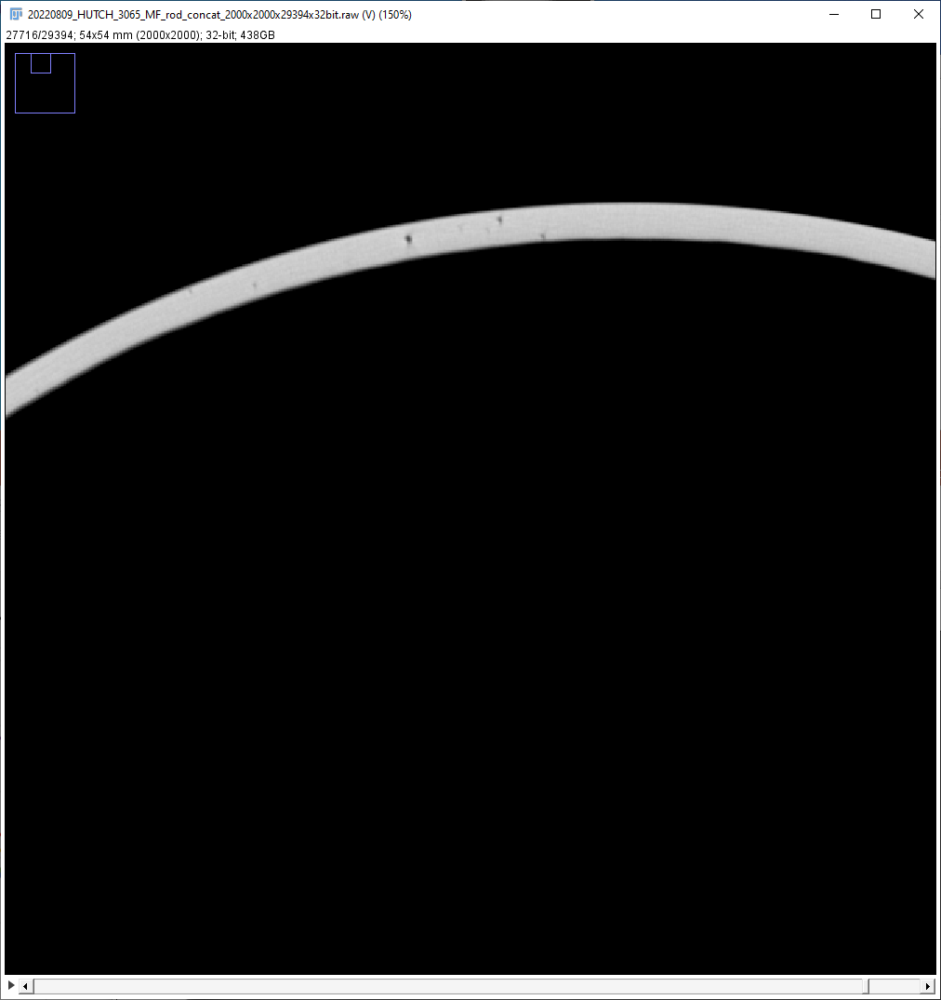 20220809_HUTCH_3065_MF_rod_concat_2000x2000x29394x32bit.raw (V) (150%)
27716/29394; 54x54 mm (2000x2000); 32-bit; 438GB